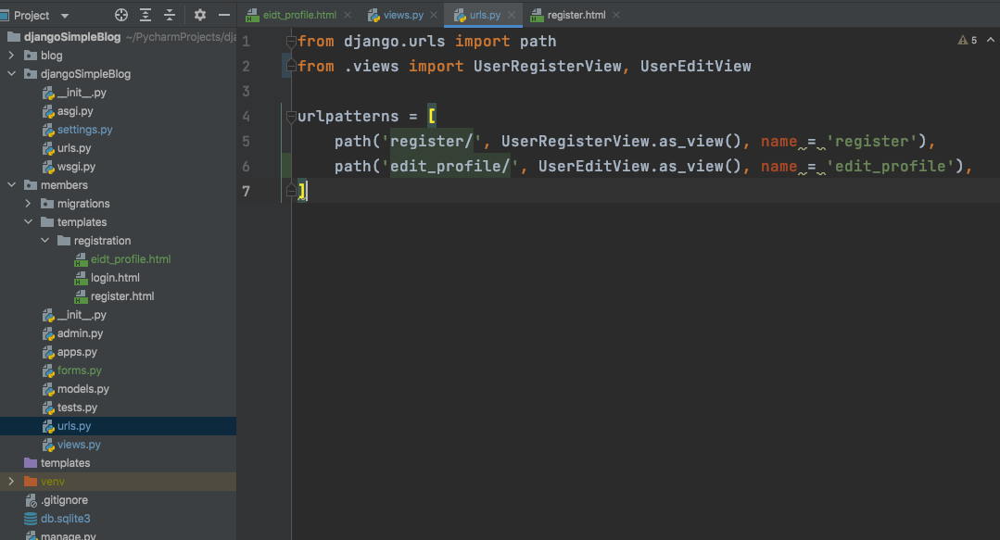 Project
eidt_profile.html
views.py
urls.py
register.html
djangoSimpleBlog ~/PycharmProjects/dja
blog
djangoSimpleBlog
__init__.py
asgi.py
settings.py
urls.py
wsgi.py
members
migrations
templates
registration
eidt_profile.html
login.html
register.html
__init__.py
admin.py
apps.py
forms.py
models.py
tests.py
urls.py
views.py
templates
venv
.gitignore
db.sqlite3
manage.py
5
1 from django.urls import path
2 from .views import UserRegisterView, UserEditView
3
4 urlpatterns = [
5     path('register/', UserRegisterView.as_view(), name = 'register'),
6     path('edit_profile/', UserEditView.as_view(), name = 'edit_profile'),
7 ]